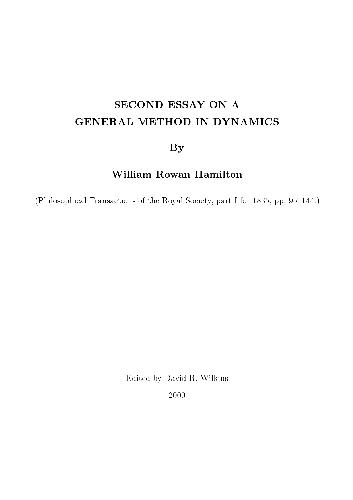 SECOND ESSAY ON A
GENERAL METHOD IN DYNAMICS
By
William Rowan Hamilton
(Philosophical Transactions of the Royal Society, part I for 1835, pp. 95–144.)
Edited by David R. Wilkins
2000